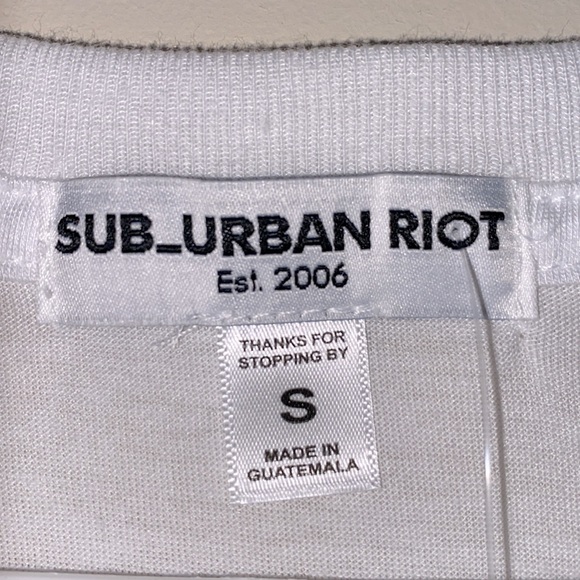 SUB_URBAN RIOT
Est. 2006
THANKS FOR
STOPPING BY
S
MADE IN
GUATEMALA